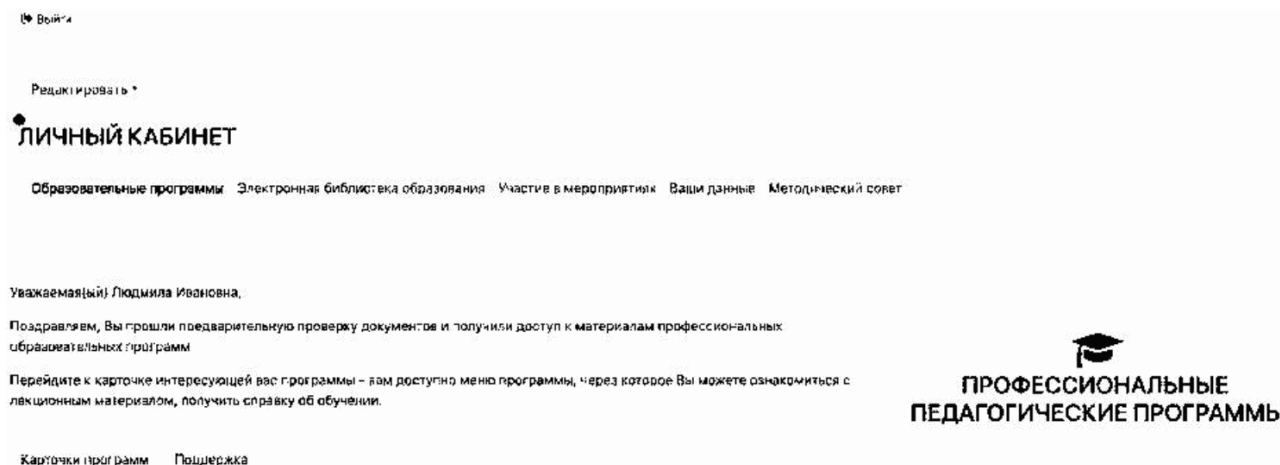 Выйти
Редактировать
ЛИЧНЫЙ КАБИНЕТ
Образовательные программы Электронная библиотека образования Участие в мероприятиях Ваши данные Методический совет
Уважаемая(ый) Людмила Ивановна,
Поздравляем, Вы прошли предварительную проверку документов и получили доступ к материалам профессиональных
образовательных программ
Перейдите к карточке интересующей вас программы – вам доступно меню программы, через которое Вы можете ознакомиться с
лекционным материалом, получить справку об обучении.
ПРОФЕССИОНАЛЬНЫЕ
ПЕДАГОГИЧЕСКИЕ ПРОГРАММЫ
Карточки программ Поддержка